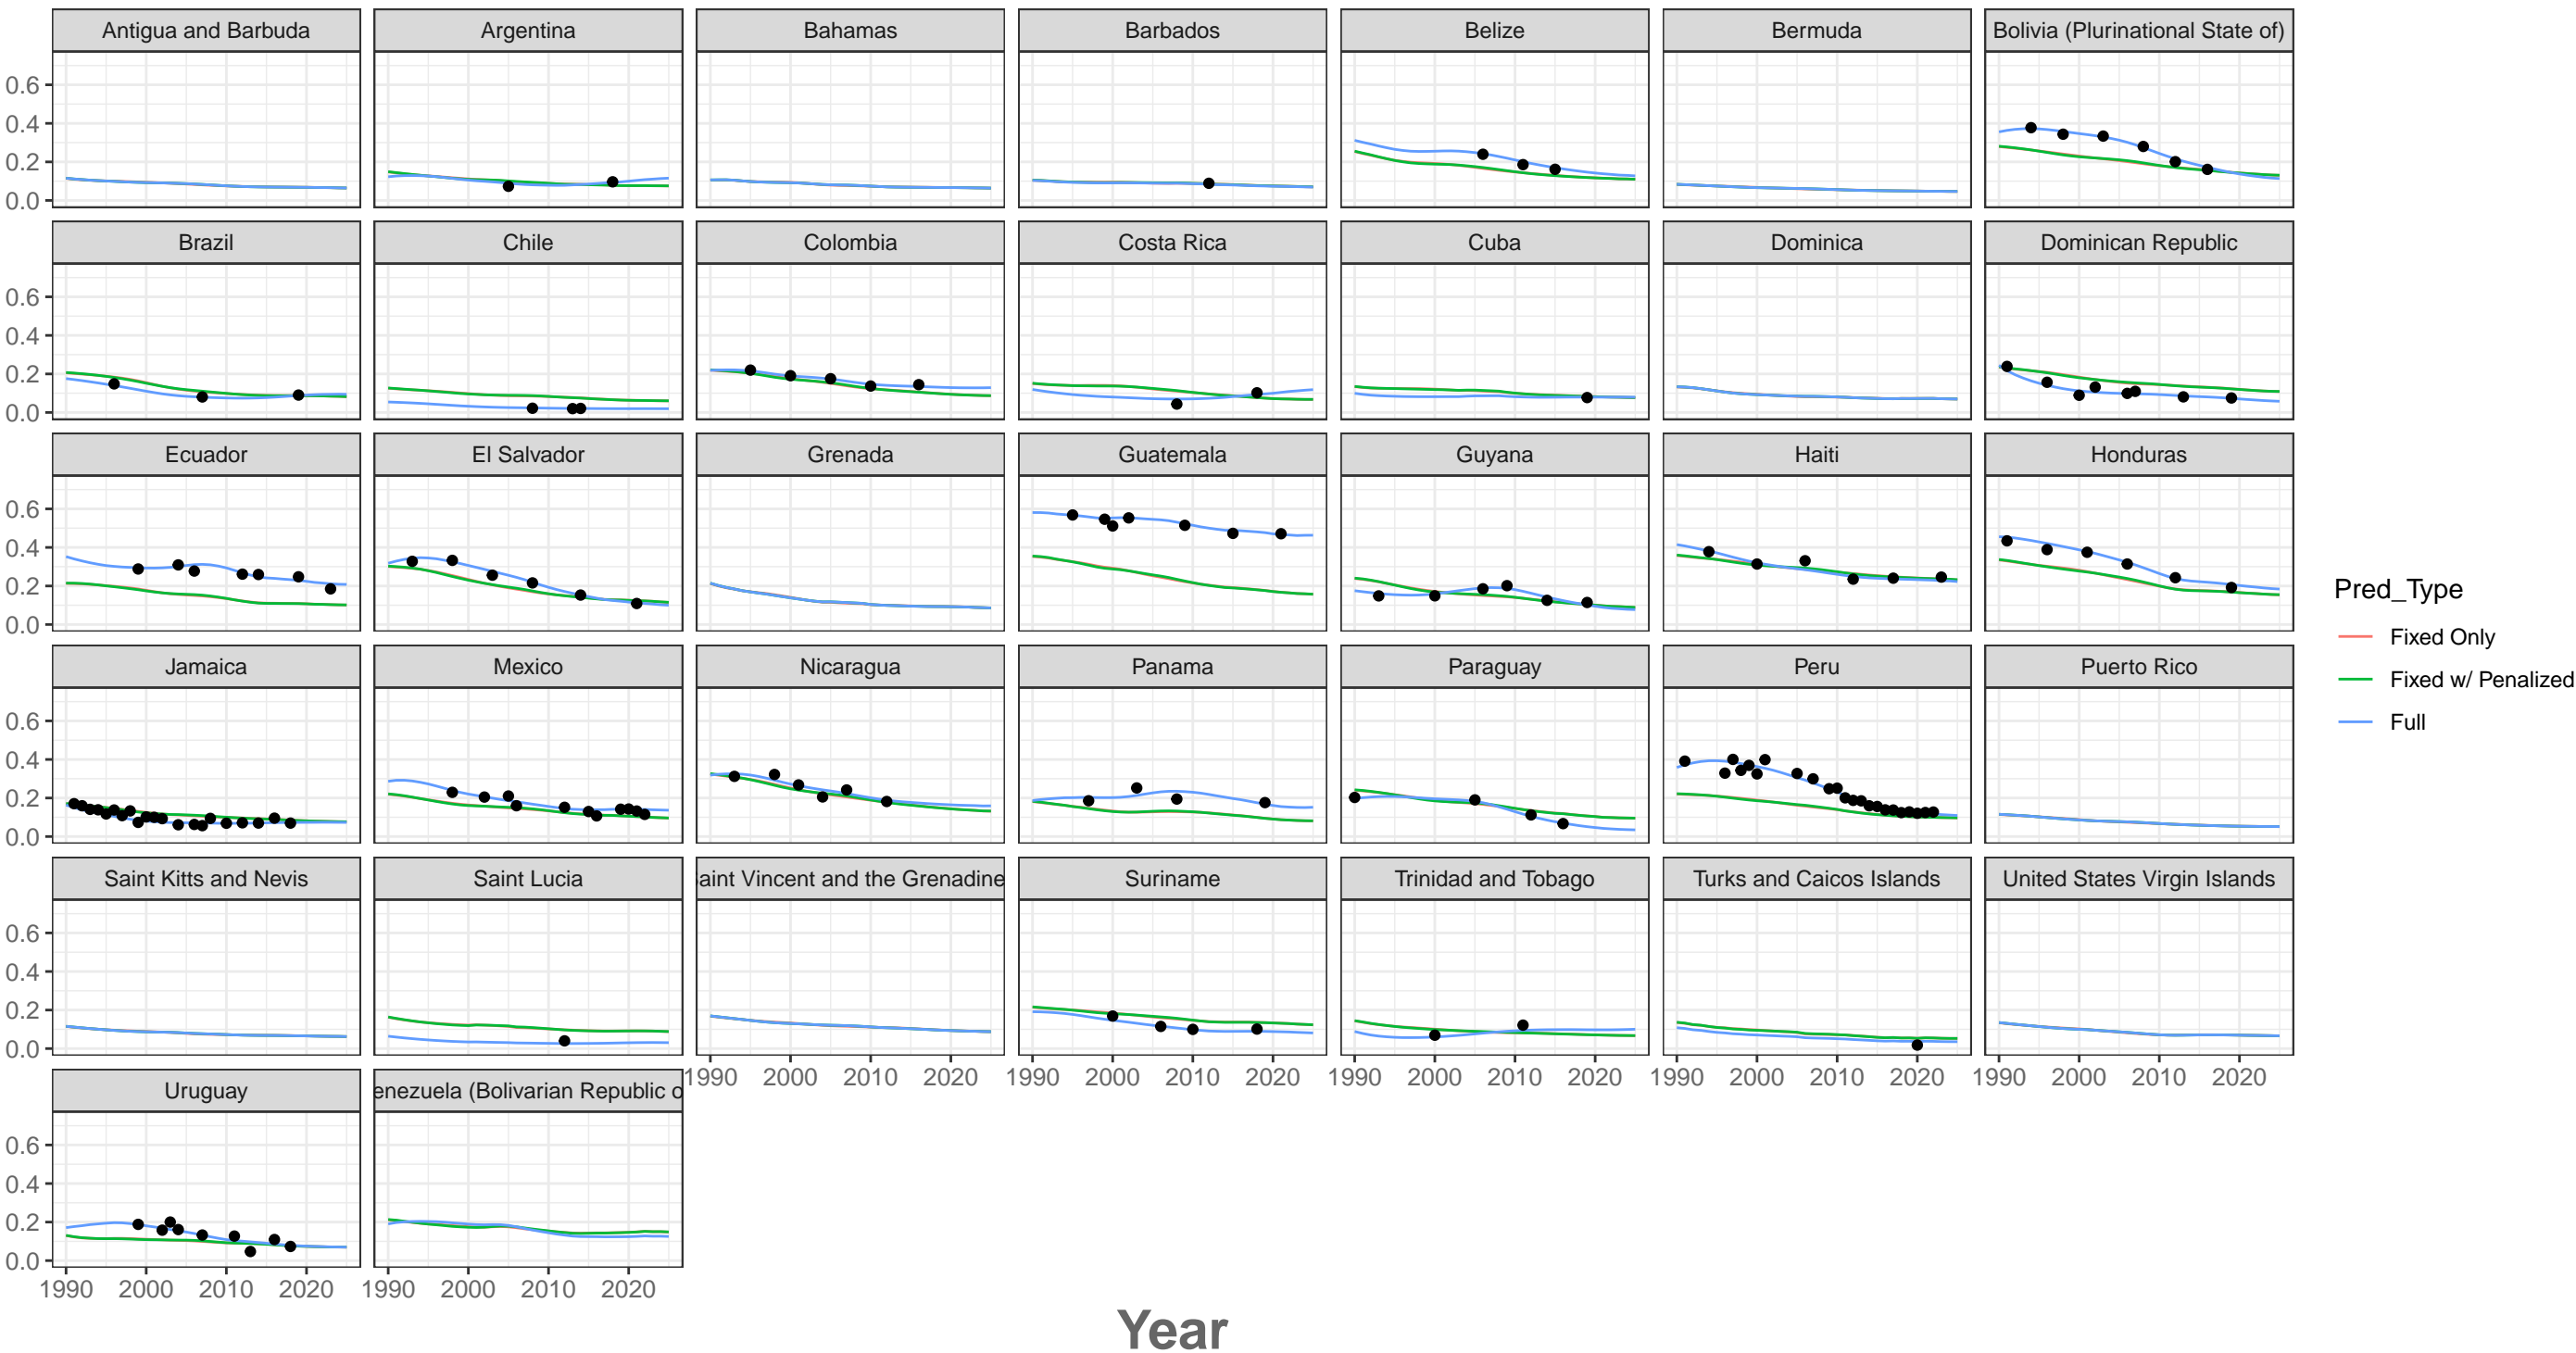 Antigua and Barbuda Argentina Bahamas Barbados Belize Bermuda Bolivia (Plurinational State of)
0.6
0.4
0.2
0.0
Brazil Chile Colombia Costa Rica Cuba Dominica Dominican Republic
0.6
0.4
0.2
0.0
Ecuador El Salvador Grenada Guatemala Guyana Haiti Honduras
0.6
0.4
0.2
0.0
Jamaica Mexico Nicaragua Panama Paraguay Peru Puerto Rico
0.6
0.4
0.2
0.0
Saint Kitts and Nevis Saint Lucia aint Vincent and the Grenadine Suriname Trinidad and Tobago Turks and Caicos Islands United States Virgin Islands
0.6
0.4
0.2
0.0
1990 2000 2010 2020 1990 2000 2010 2020 1990 2000 2010 2020 1990 2000 2010 2020 1990 2000 2010 2020
Uruguay enezuela (Bolivarian Republic o
0.6
0.4
0.2
0.0
1990 2000 2010 2020 1990 2000 2010 2020
Year
Pred_Type
Fixed Only
Fixed w/ Penalized
Full